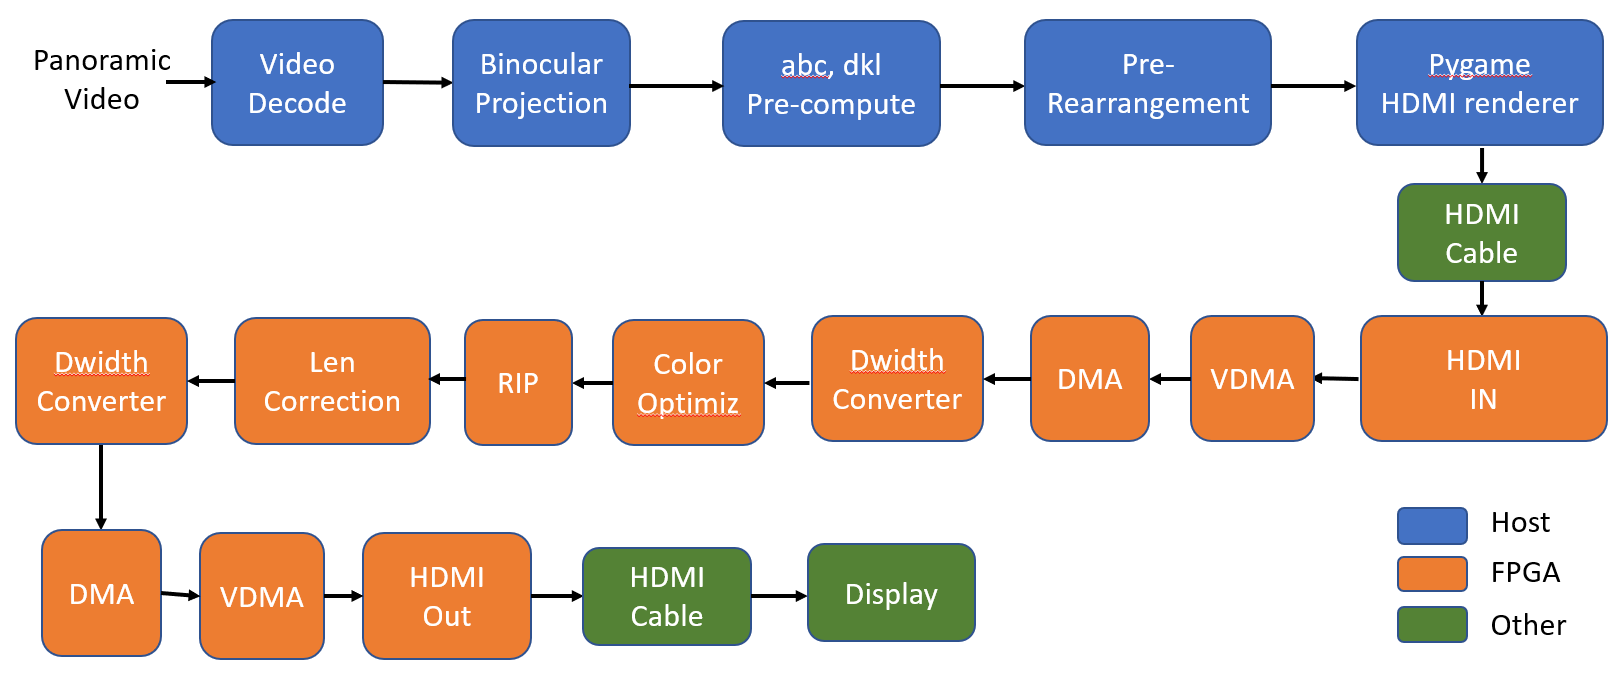 Panoramic
Video
Video
Decode
Binocular
Projection
abc, dkl
Pre-compute
Pre-
Rearrangement
Pygame
HDMI renderer
HDMI
Cable
HDMI
IN
VDMA
DMA
Dwidth
Converter
Color
Optimiz
RIP
Len
Correction
Dwidth
Converter
DMA
VDMA
HDMI
Out
HDMI
Cable
Display
Host
FPGA
Other